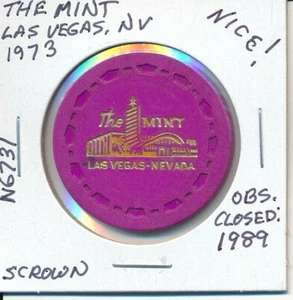 THE MINT
LAS VEGAS, NV
1973
NICE!
The MINT
LAS VEGAS-NEVADA
N6731
OBS.
CLOSED:
1989
SCROWN